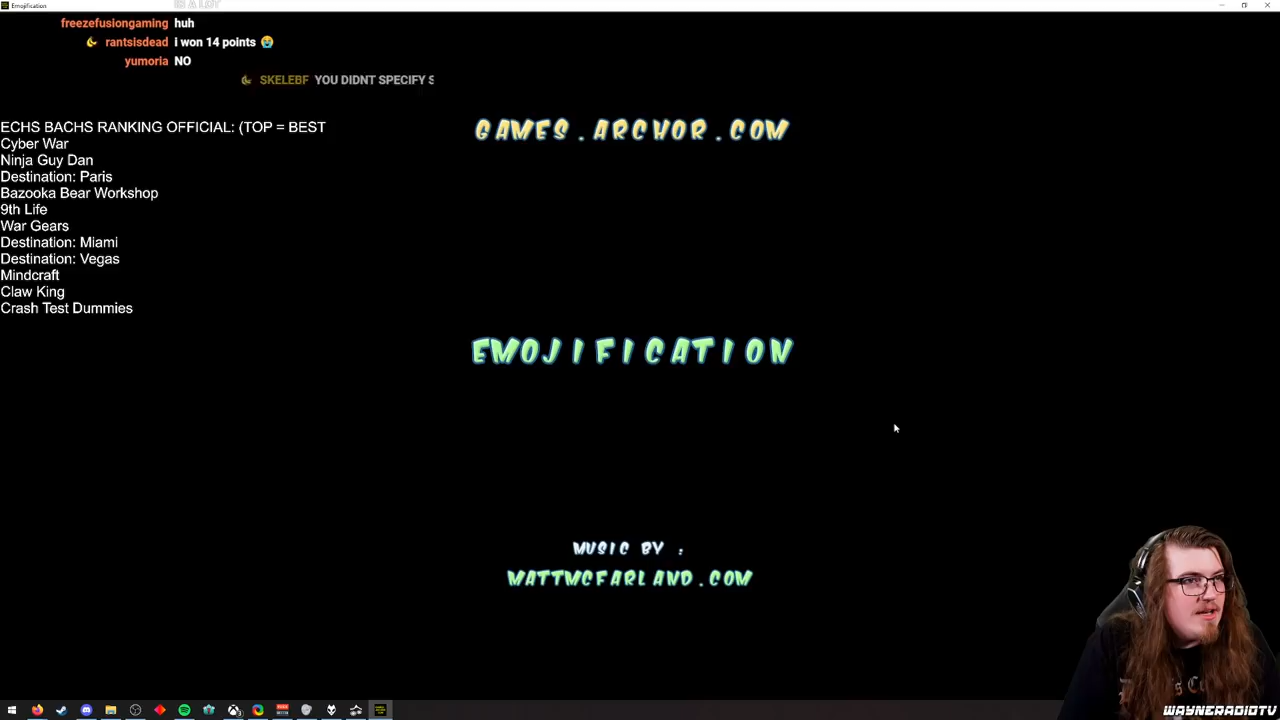 Emojification
IS A LOT
freezefusiongaming huh
rantsisdead i won 14 points
yumoria NO
SKELEBF YOU DIDNT SPECIFY S
ECHS BACHS RANKING OFFICIAL: (TOP = BEST
Cyber War
Ninja Guy Dan
Destination: Paris
Bazooka Bear Workshop
9th Life
War Gears
Destination: Miami
Destination: Vegas
Mindcraft
Claw King
Crash Test Dummies
GAMES.ARCHOR.COM
EMOJIFICATION
MUSIC BY :
MATTMCFARLAND.COM
WAYNERADIOTV